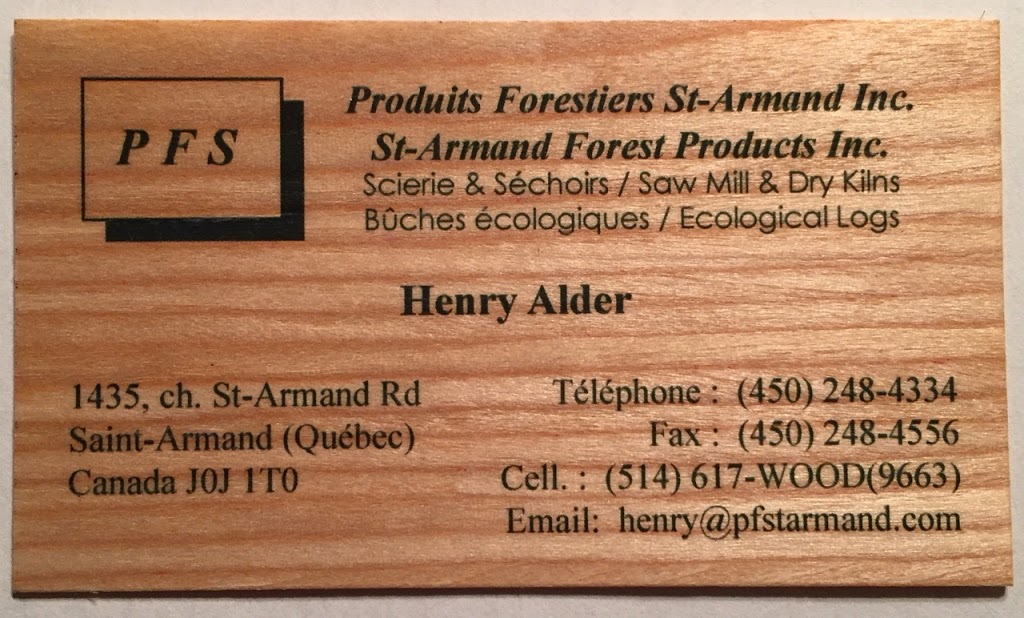 P F S
Produits Forestiers St-Armand Inc.
St-Armand Forest Products Inc.
Scierie & Séchoirs / Saw Mill & Dry Kilns
Bûches écologiques / Ecological Logs
Henry Alder
1435, ch. St-Armand Rd
Saint-Armand (Québec)
Canada J0J 1T0
Téléphone : (450) 248-4334
Fax : (450) 248-4556
Cell. : (514) 617-WOOD(9663)
Email: henry@pfstarmand.com